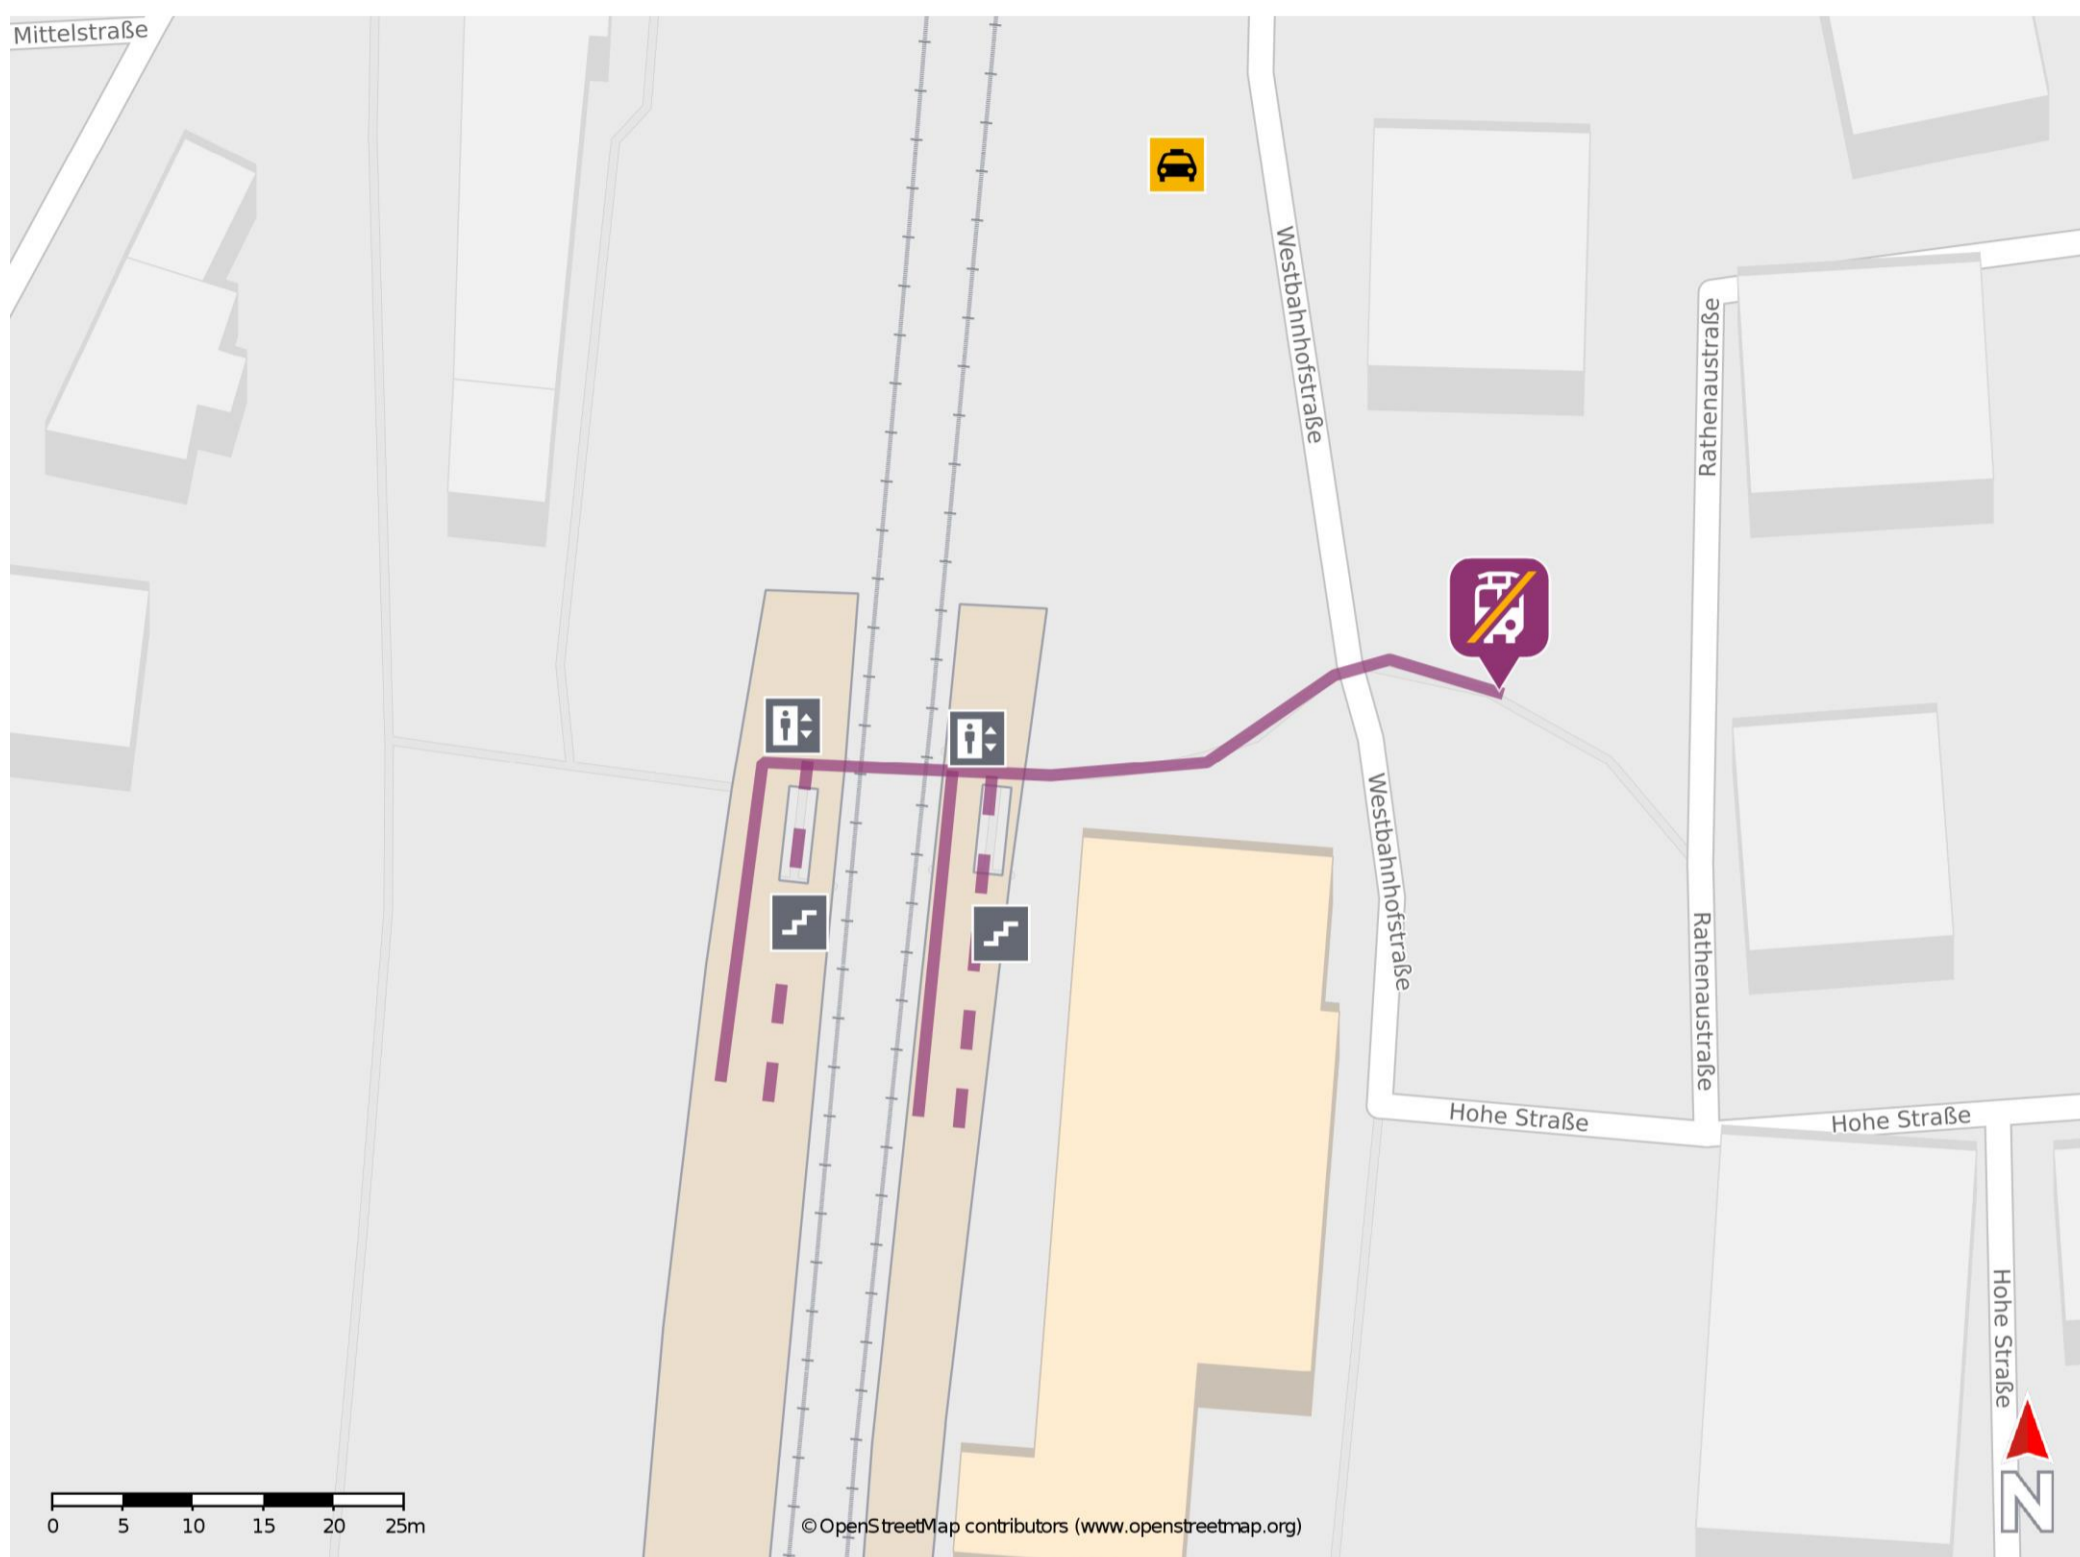 Mittelstraße
Westbahnhofstraße
Rathenaustraße
Westbahnhofstraße
Rathenaustraße
Hohe Straße
Hohe Straße
Hohe Straße
N
0 5 10 15 20 25m
©OpenStreetMap contributors (www.openstreetmap.org)